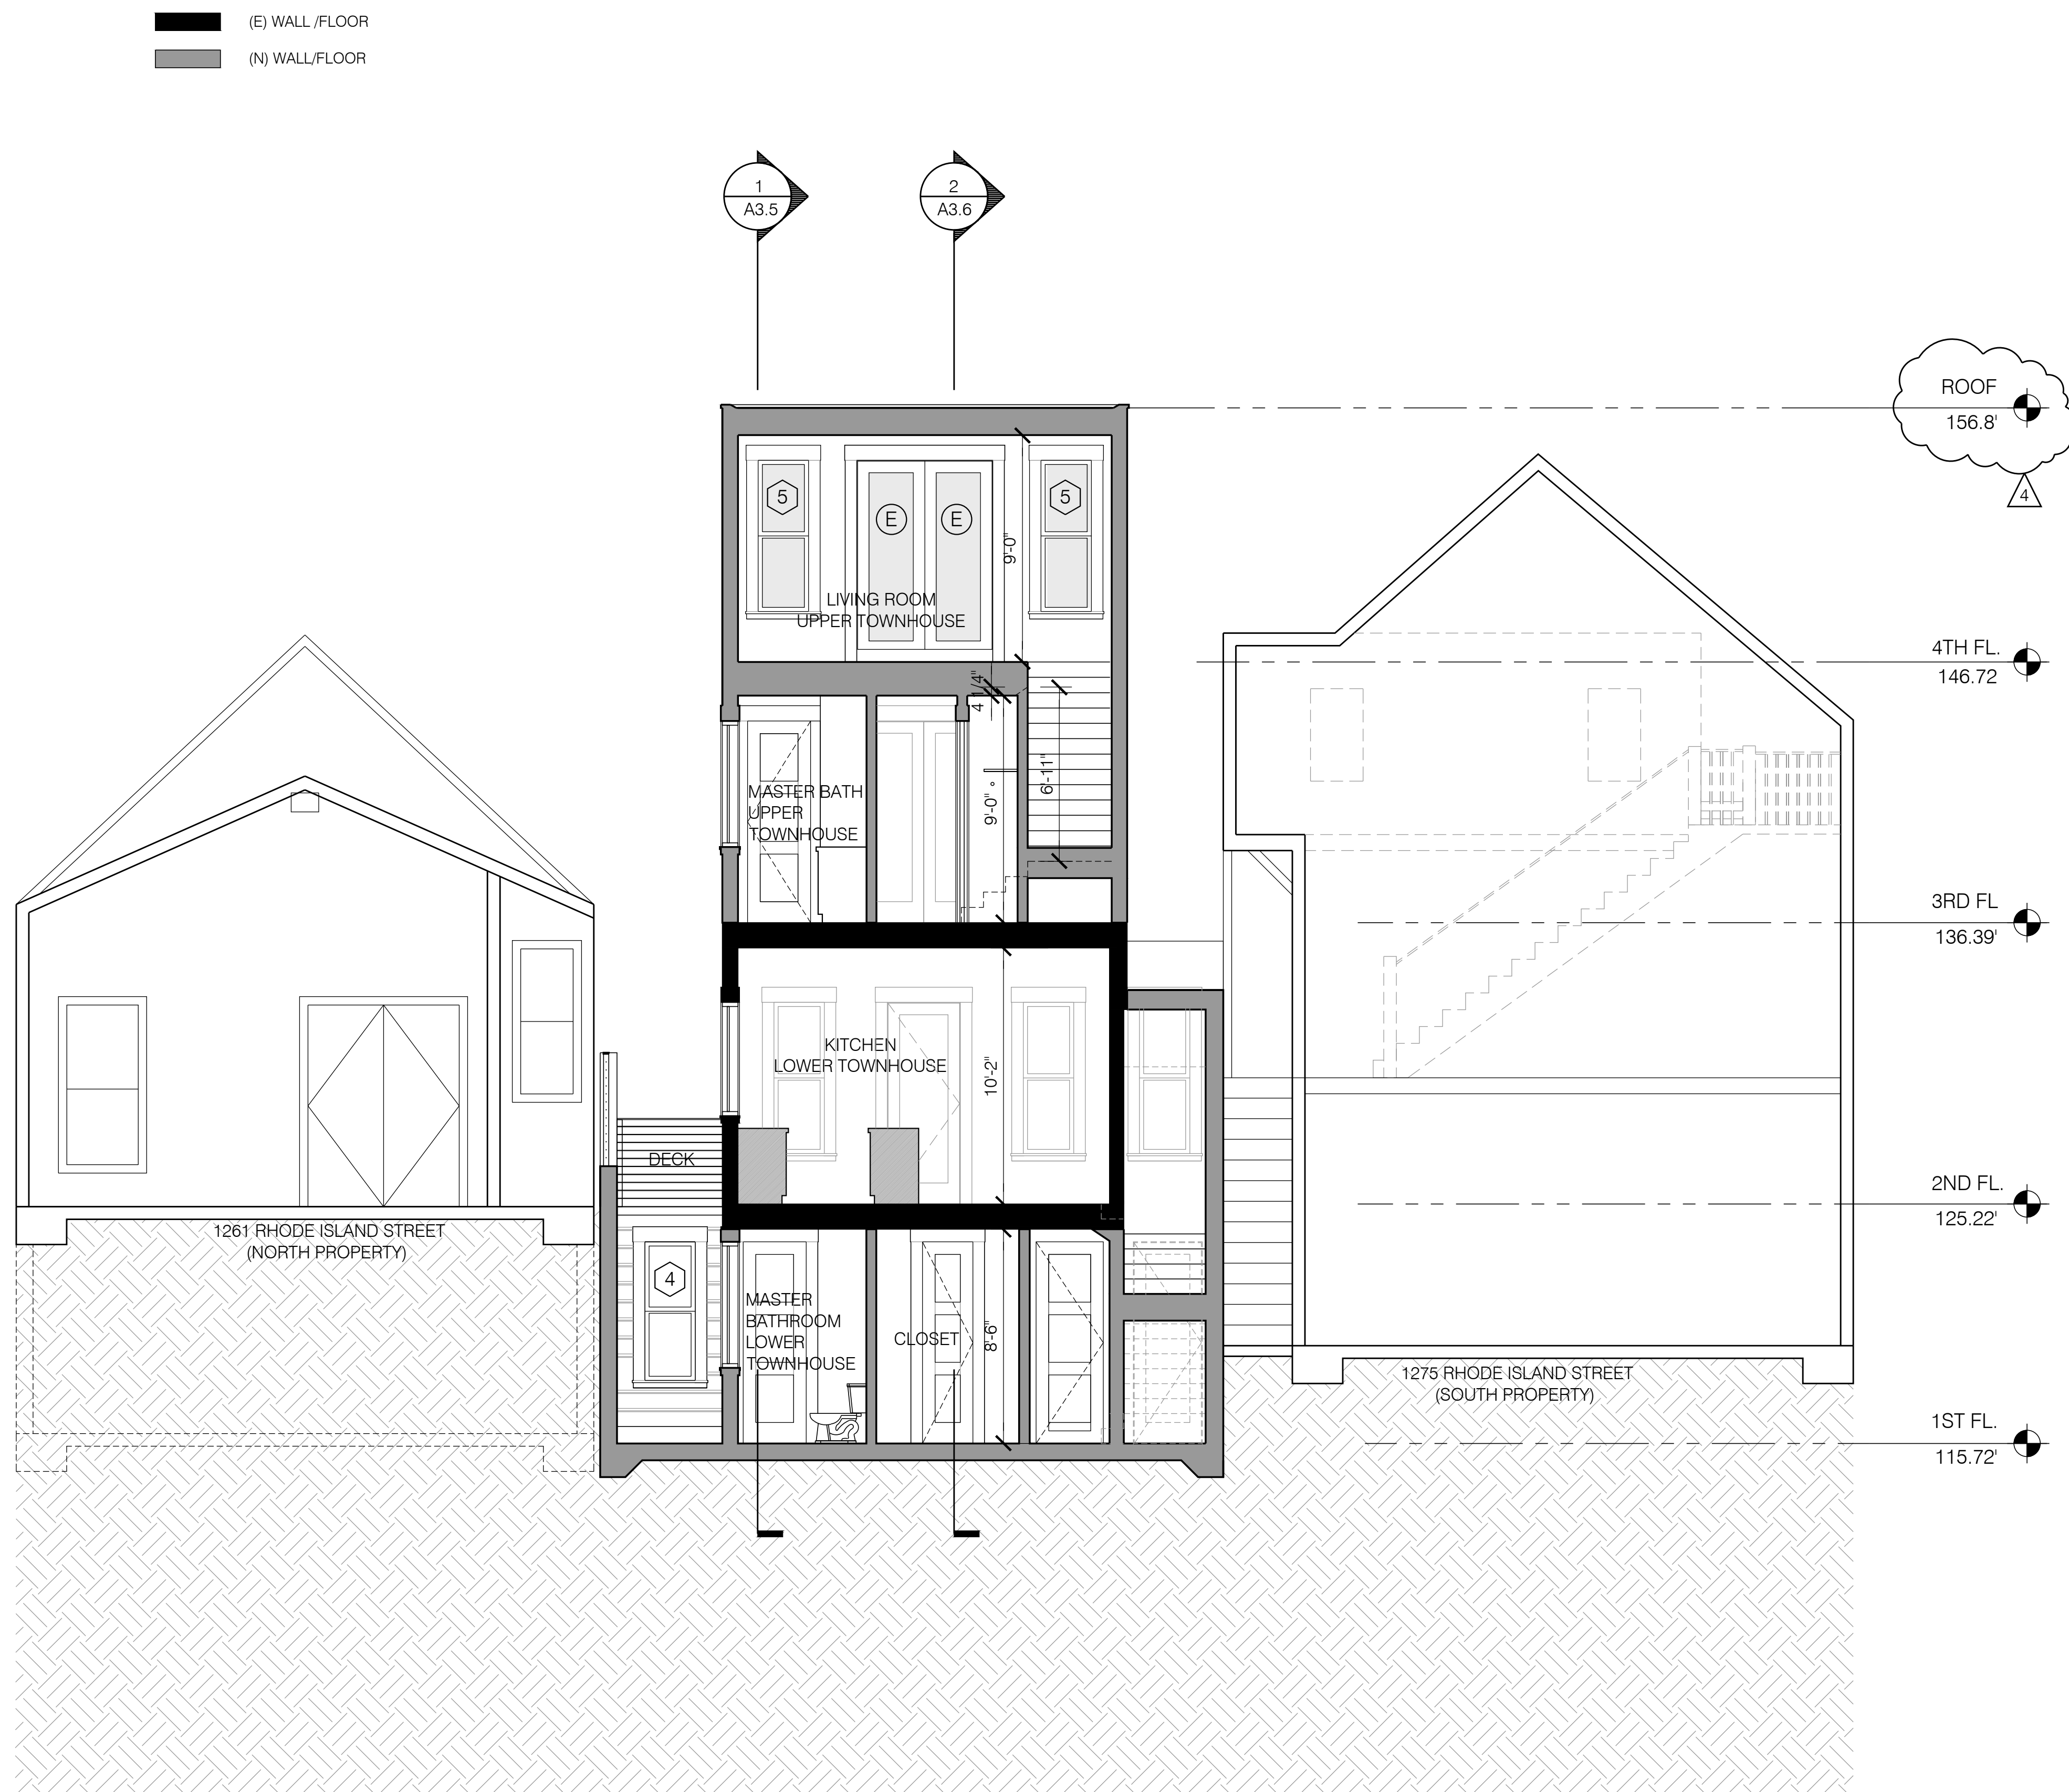 (E) WALL /FLOOR
(N) WALL/FLOOR
1
A3.5
2
A3.6
ROOF
156.8'
4
5
E
E
5
9'-0"
LIVING ROOM
UPPER TOWNHOUSE
4TH FL.
146.72
4 1/4"
6'-11"
9'-0"
MASTER BATH
UPPER
TOWNHOUSE
3RD FL
136.39'
KITCHEN
LOWER TOWNHOUSE
10'-2"
DECK
2ND FL.
125.22'
1261 RHODE ISLAND STREET
(NORTH PROPERTY)
4
MASTER
BATHROOM
LOWER
TOWNHOUSE
CLOSET
8'-6"
1275 RHODE ISLAND STREET
(SOUTH PROPERTY)
1ST FL.
115.72'